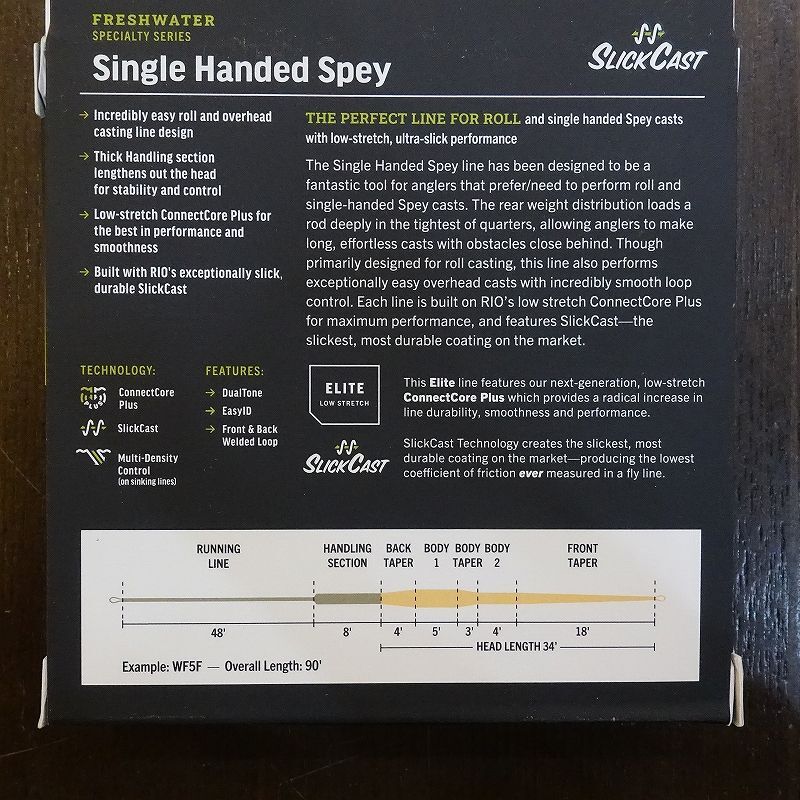 FRESHWATER
SPECIALTY SERIES
Single Handed Spey
SLICKCAST
→ Incredibly easy roll and overhead
casting line design
→ Thick Handling section
lengthens out the head
for stability and control
→ Low-stretch ConnectCore Plus for
the best in performance and
smoothness
→ Built with RIO's exceptionally slick,
durable SlickCast
THE PERFECT LINE FOR ROLL and single handed Spey casts
with low-stretch, ultra-slick performance
The Single Handed Spey line has been designed to be a
fantastic tool for anglers that prefer/need to perform roll and
single-handed Spey casts. The rear weight distribution loads a
rod deeply in the tightest of quarters, allowing anglers to make
long, effortless casts with obstacles close behind. Though
primarily designed for roll casting, this line also performs
exceptionally easy overhead casts with incredibly smooth loop
control. Each line is built on RIO's low stretch ConnectCore Plus
for maximum performance, and features SlickCast—the
slickest, most durable coating on the market.
TECHNOLOGY:
ConnectCore
Plus
SlickCast
Multi-Density
Control
(on sinking lines)
FEATURES:
→ DualTone
→ EasyID
→ Front & Back
Welded Loop
ELITE
LOW STRETCH
This Elite line features our next-generation, low-stretch
ConnectCore Plus which provides a radical increase in
line durability, smoothness and performance.
SLICKCAST
SlickCast Technology creates the slickest, most
durable coating on the market—producing the lowest
coefficient of friction ever measured in a fly line.
RUNNING
LINE
HANDLING
SECTION
BACK
TAPER
BODY
1
BODY
TAPER
BODY
2
FRONT
TAPER
48' 8' 4' 5' 3' 4' 18'
HEAD LENGTH 34'
Example: WF5F — Overall Length: 90'